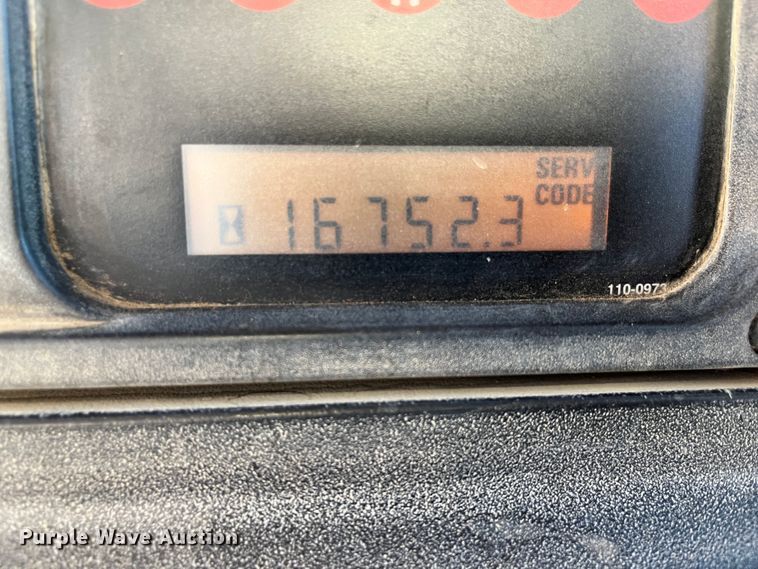 SERV
CODE
16752.3
110-0973
Purple Wave Auction